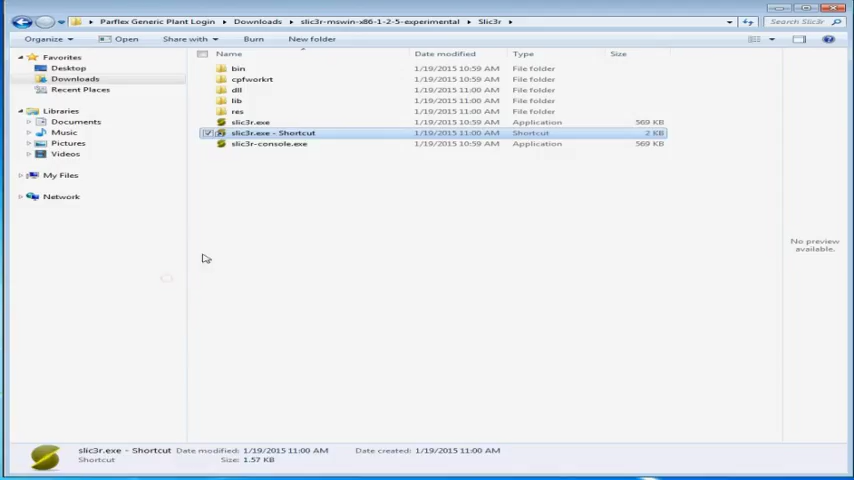 Parflex Generic Plant Login ▸ Downloads ▸ slic3r-mswin-x86-1-2-5-experimental ▸ Slic3r ▸ Search Slic3r
Organize Open Share with Burn New folder
Favorites
Desktop
Downloads
Recent Places
Libraries
Documents
Music
Pictures
Videos
My Files
Network
Name Date modified Type Size
bin 1/19/2015 10:59 AM File folder
cpfworkrt 1/19/2015 10:59 AM File folder
dll 1/19/2015 11:00 AM File folder
lib 1/19/2015 11:00 AM File folder
res 1/19/2015 11:00 AM File folder
slic3r.exe 1/19/2015 10:59 AM Application 569 KB
slic3r.exe - Shortcut 1/19/2015 11:00 AM Shortcut 2 KB
slic3r-console.exe 1/19/2015 10:59 AM Application 569 KB
No preview
available.
slic3r.exe - Shortcut Date modified: 1/19/2015 11:00 AM Date created: 1/19/2015 11:00 AM
Shortcut Size: 1.57 KB